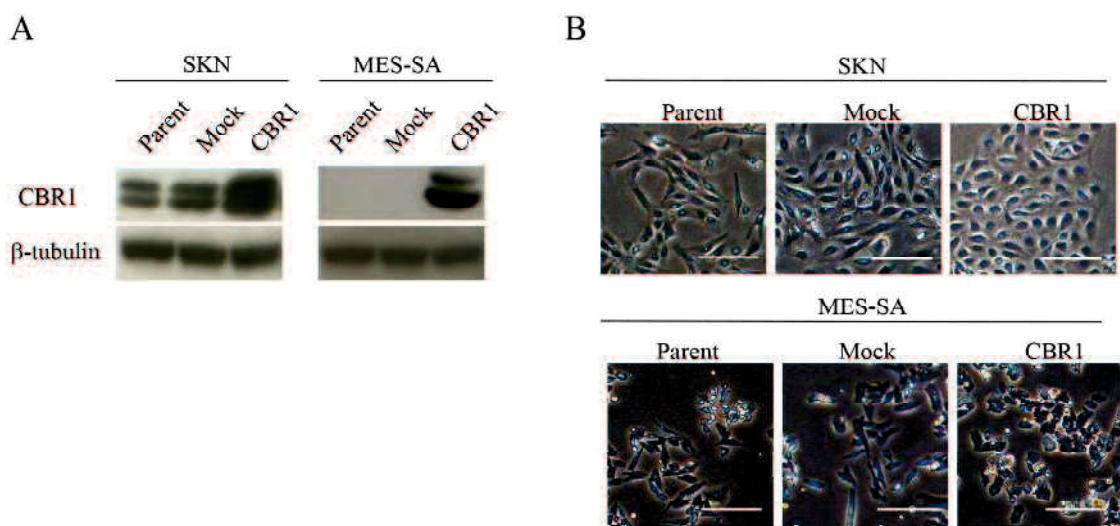 A
SKN
MES-SA
Parent
Mock
CBR1
Parent
Mock
CBR1
CBR1
β-tubulin
B
SKN
Parent
Mock
CBR1
MES-SA
Parent
Mock
CBR1